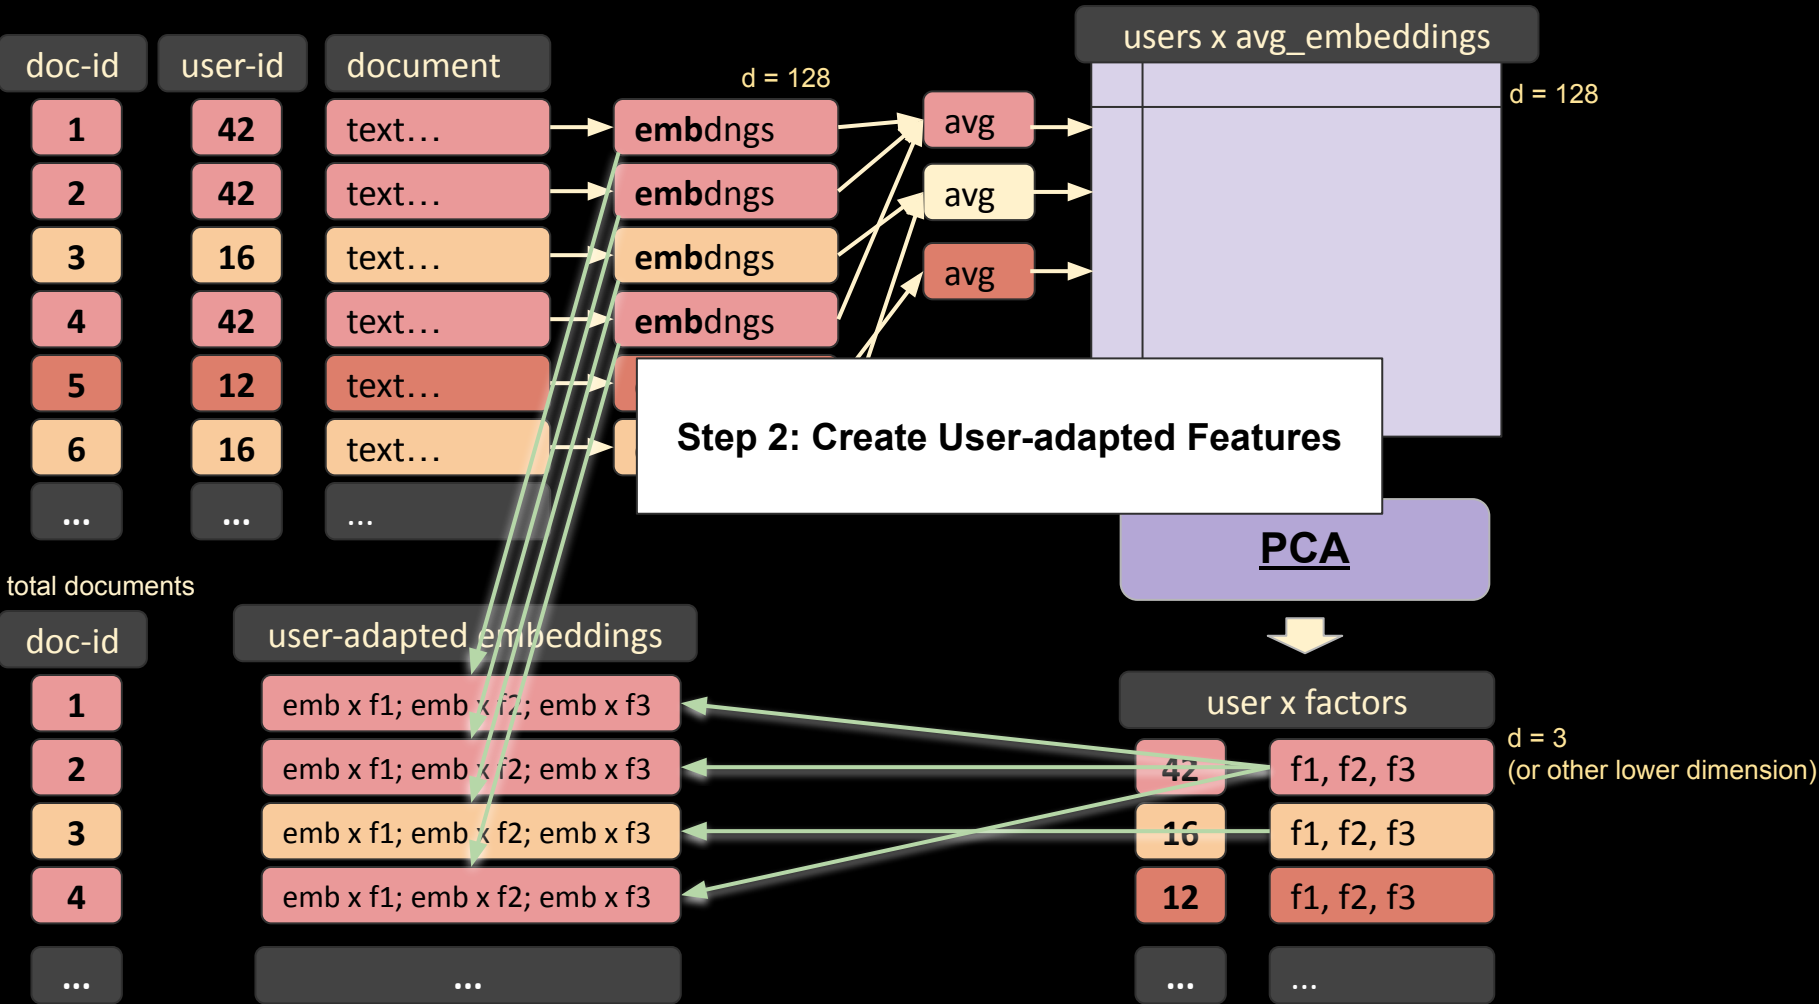 users x avg_embeddings
doc-id user-id document
d = 128
d = 128
1 42 text... embdngs avg
2 42 text... embdngs avg
3 16 text... embdngs avg
4 42 text... embdngs
5 12 text...
6 16 text...
... ... ...
Step 2: Create User-adapted Features
PCA
total documents
doc-id user-adapted embeddings
user x factors
1 emb x f1; emb x f2; emb x f3
2 emb x f1; emb x f2; emb x f3
3 emb x f1; emb x f2; emb x f3
4 emb x f1; emb x f2; emb x f3
... ...
42 f1, f2, f3
16 f1, f2, f3
12 f1, f2, f3
... ...
d = 3
(or other lower dimension)